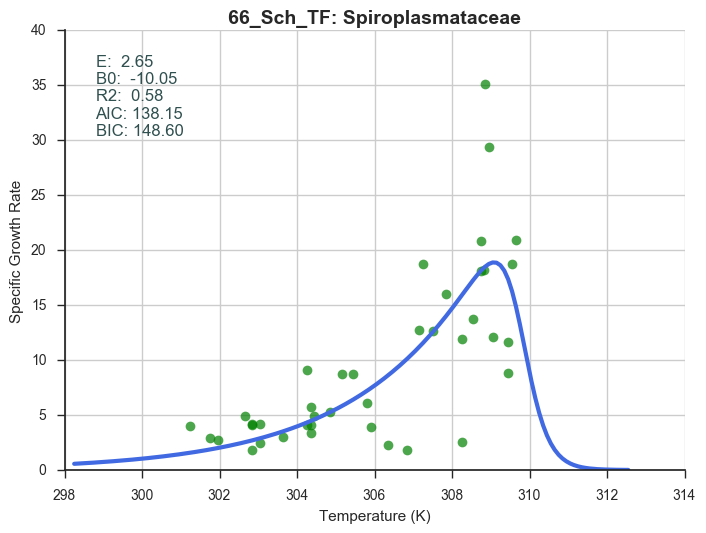 66_Sch_TF: Spiroplasmataceae
E:  2.65
B0:  -10.05
R2:  0.58
AIC: 138.15
BIC: 148.60
Specific Growth Rate
40
35
30
25
20
15
10
5
0
298 300 302 304 306 308 310 312 314
Temperature (K)